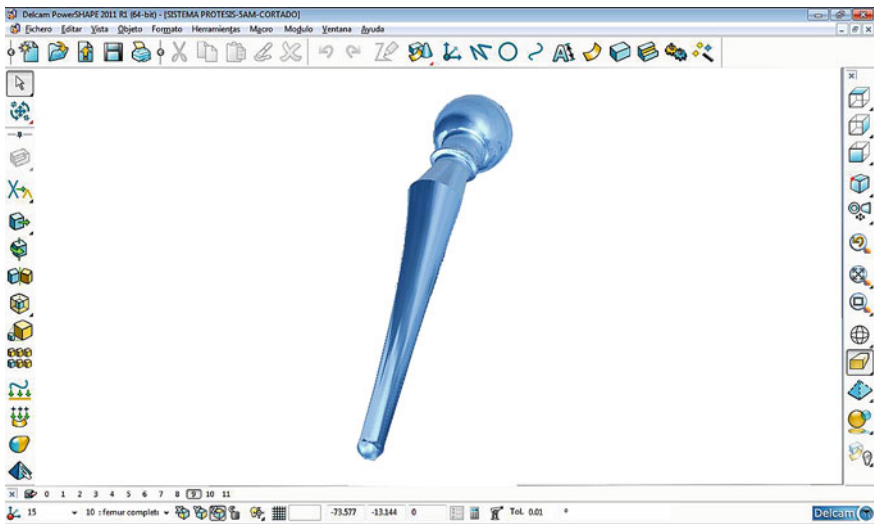 Delcam PowerSHAPE 2011 R1 (64-bit) - [SISTEMA PROTESIS-5AM-CORTADO]
Fichero Editar Vista Objeto Formato Herramientas Macro Modulo Ventana Ayuda
0 1 2 3 4 5 6 7 8 9 10 11
15 10 : femur complet -73.577 -13.144 0 Tol. 0.01 Delcam